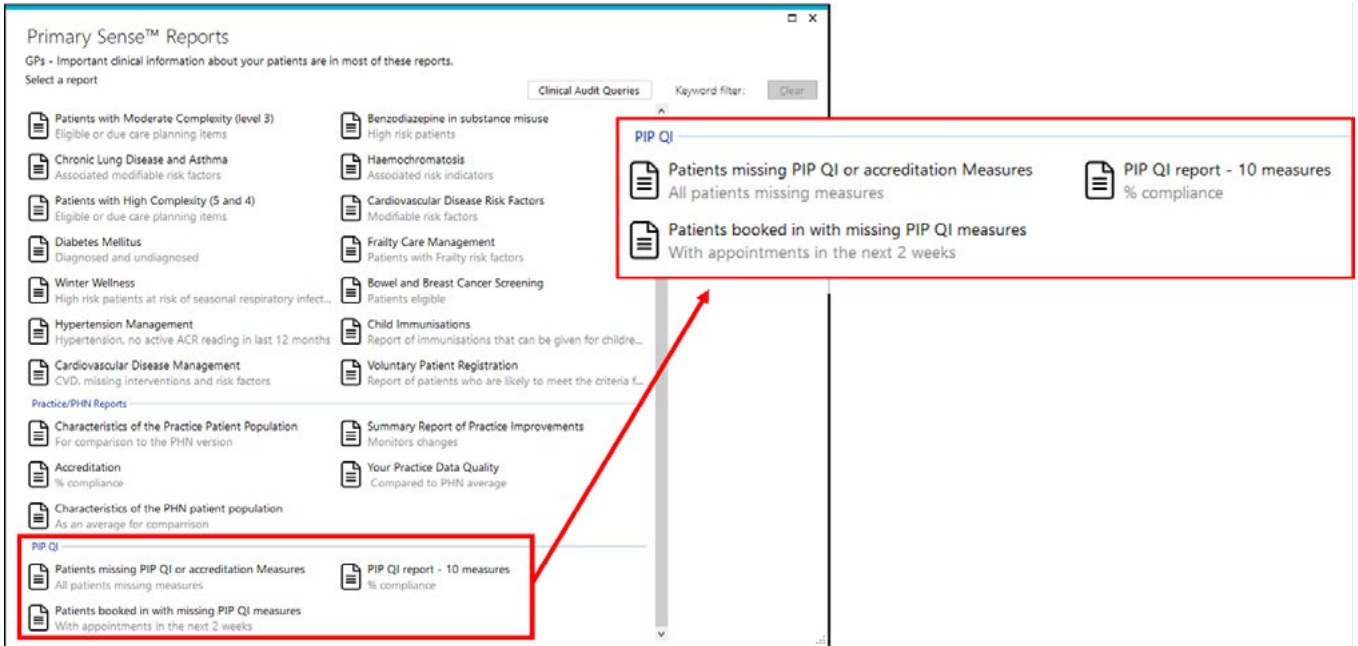 Primary Sense™ Reports
GPs - Important clinical information about your patients are in most of these reports.
Select a report
Clinical Audit Queries
Keyword filter:
Clear
Patients with Moderate Complexity (level 3)
Eligible or due care planning items
Benzodiazepine in substance misuse
High risk patients
Chronic Lung Disease and Asthma
Associated modifiable risk factors
Haemochromatosis
Associated risk indicators
Patients with High Complexity (5 and 4)
Eligible or due care planning items
Cardiovascular Disease Risk Factors
Modifiable risk factors
Diabetes Mellitus
Diagnosed and undiagnosed
Frailty Care Management
Patients with Frailty risk factors
Winter Wellness
High risk patients at risk of seasonal respiratory infect...
Bowel and Breast Cancer Screening
Patients eligible
Hypertension Management
Hypertension, no active ACR reading in last 12 months
Child Immunisations
Report of immunisations that can be given for childre...
Cardiovascular Disease Management
CVD, missing interventions and risk factors
Voluntary Patient Registration
Report of patients who are likely to meet the criteria f...
Practice/PHN Reports
Characteristics of the Practice Patient Population
For comparison to the PHN version
Summary Report of Practice Improvements
Monitors changes
Accreditation
% compliance
Your Practice Data Quality
Compared to PHN average
Characteristics of the PHN patient population
As an average for comparrison
PIP QI
Patients missing PIP QI or accreditation Measures
All patients missing measures
PIP QI report - 10 measures
% compliance
Patients booked in with missing PIP QI measures
With appointments in the next 2 weeks
PIP QI
Patients missing PIP QI or accreditation Measures
All patients missing measures
PIP QI report - 10 measures
% compliance
Patients booked in with missing PIP QI measures
With appointments in the next 2 weeks